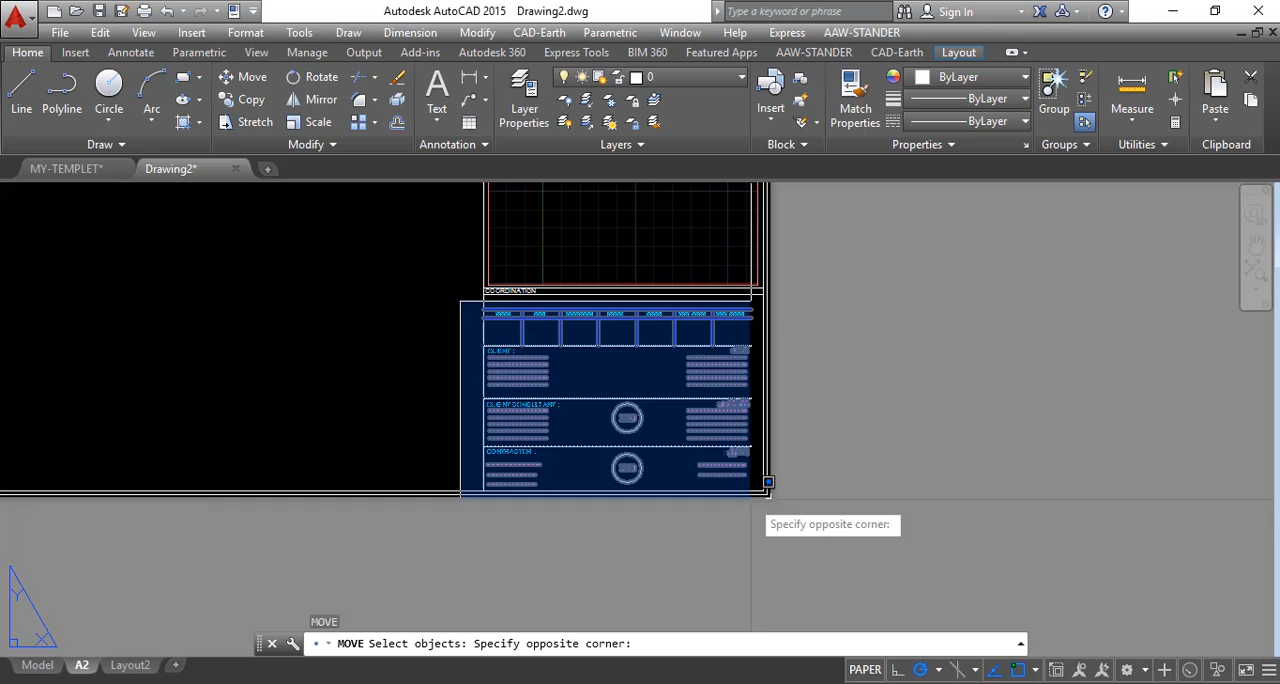 Autodesk AutoCAD 2015 Drawing2.dwg
Type a keyword or phrase
Sign In
File Edit View Insert Format Tools Draw Dimension Modify CAD-Earth Parametric Window Help Express AAW-STANDER
Home Insert Annotate Parametric View Manage Output Add-ins Autodesk 360 Express Tools BIM 360 Featured Apps AAW-STANDER CAD-Earth Layout
Line Polyline Circle Arc
Move Rotate
Copy Mirror
Stretch Scale
Text
Layer Properties
0
Insert
Match Properties
ByLayer
ByLayer
ByLayer
Group
Measure
Paste
Draw Modify Annotation Layers Block Properties Groups Utilities Clipboard
MY-TEMPLET* Drawing2*
COORDINATION
CLIENT :
CLIENT CONSULTANT :
CONTRACTOR :
Specify opposite corner:
Y
X
MOVE
MOVE Select objects: Specify opposite corner:
Model A2 Layout2 +
PAPER